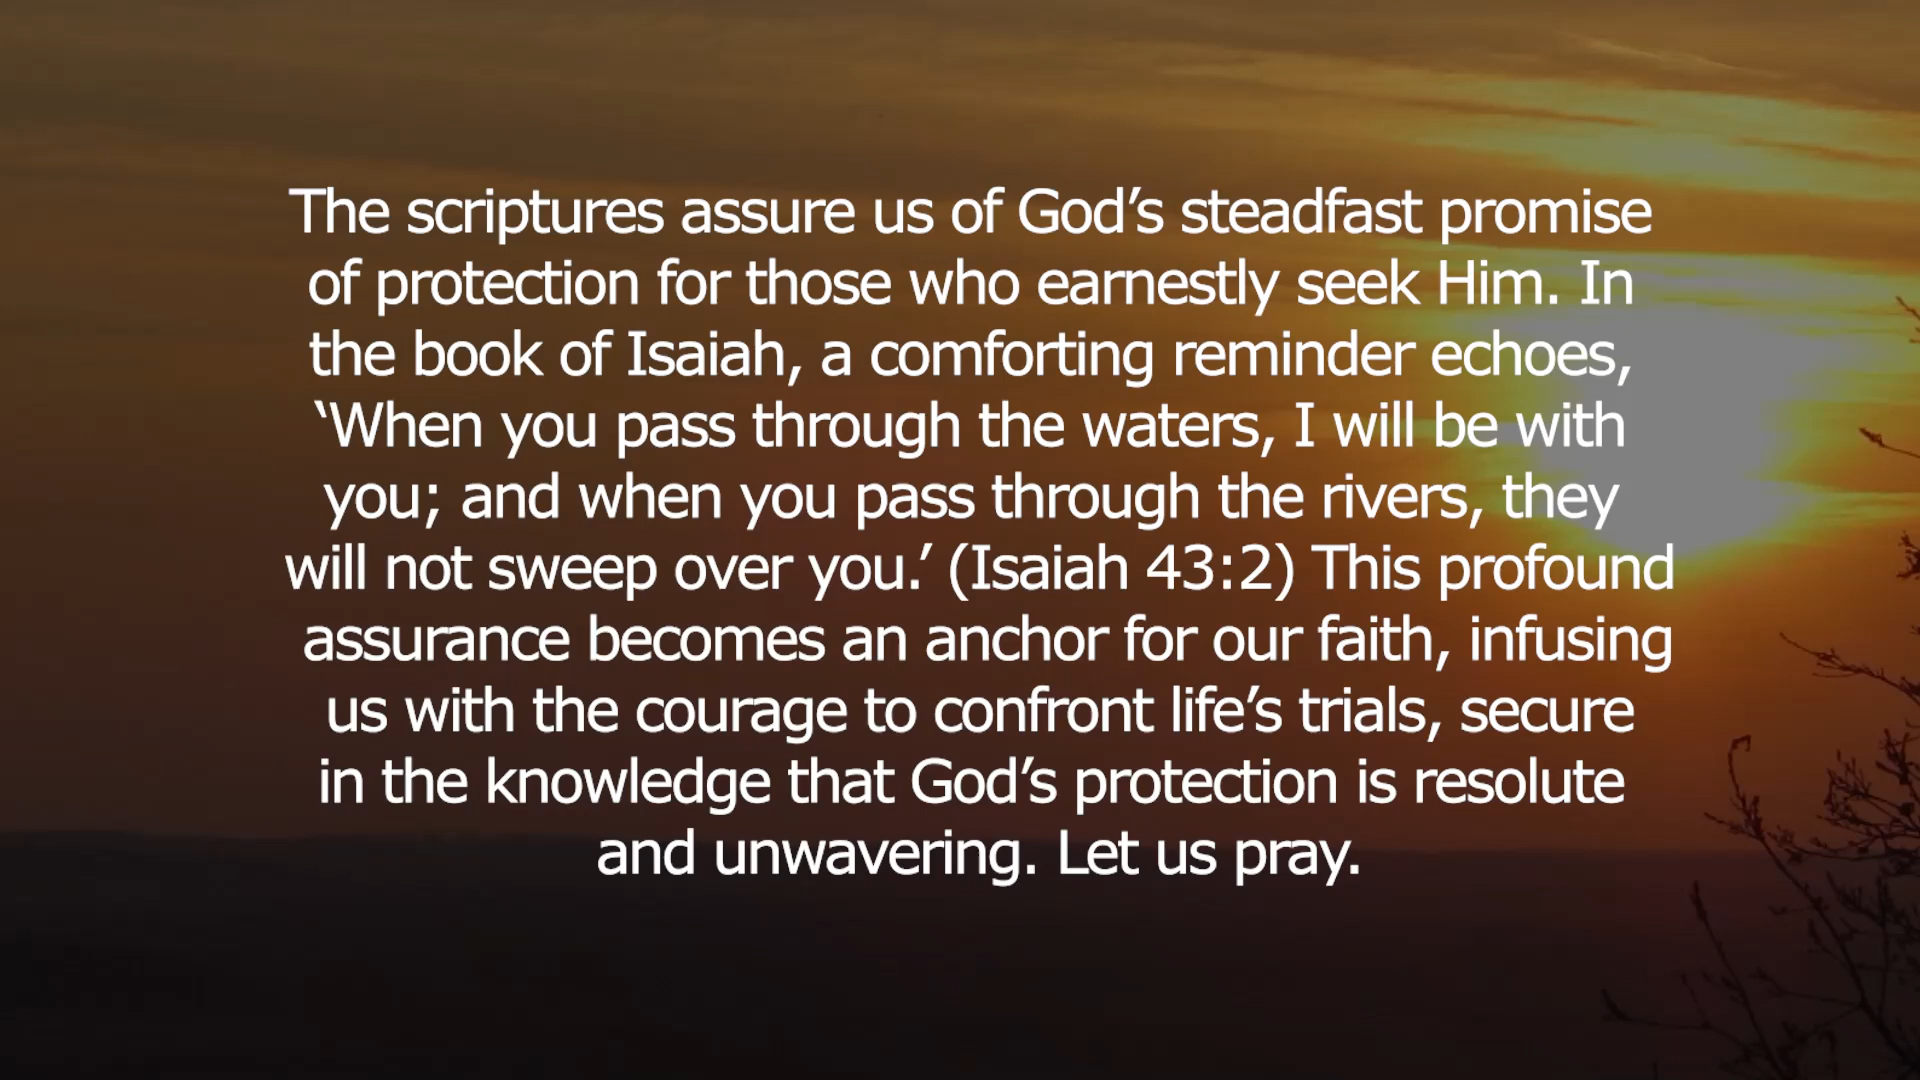 The scriptures assure us of God’s steadfast promise
of protection for those who earnestly seek Him. In
the book of Isaiah, a comforting reminder echoes,
‘When you pass through the waters, I will be with
you; and when you pass through the rivers, they
will not sweep over you.’ (Isaiah 43:2) This profound
assurance becomes an anchor for our faith, infusing
us with the courage to confront life’s trials, secure
in the knowledge that God’s protection is resolute
and unwavering. Let us pray.